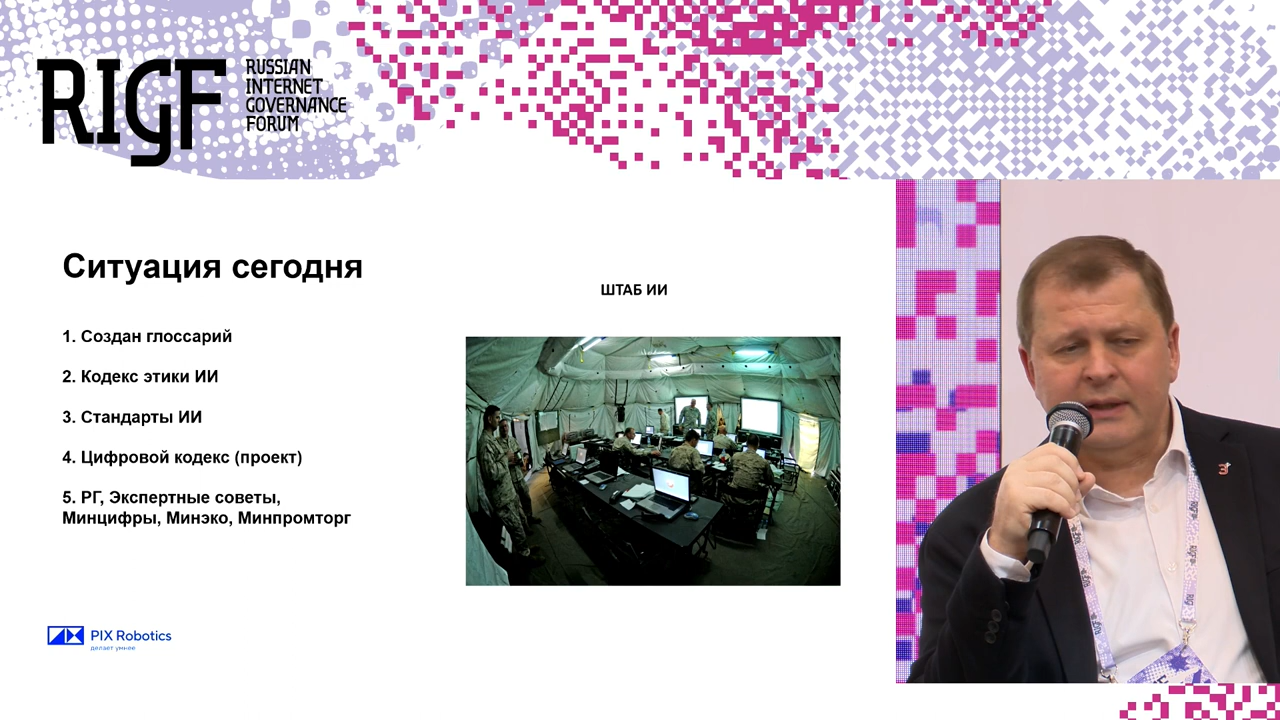 RIGF
RUSSIAN
INTERNET
GOVERNANCE
FORUM
Ситуация сегодня
ШТАБ ИИ
1. Создан глоссарий
2. Кодекс этики ИИ
3. Стандарты ИИ
4. Цифровой кодекс (проект)
5. РГ, Экспертные советы,
Минцифры, Минэко, Минпромторг
PIX Robotics
делает умнее